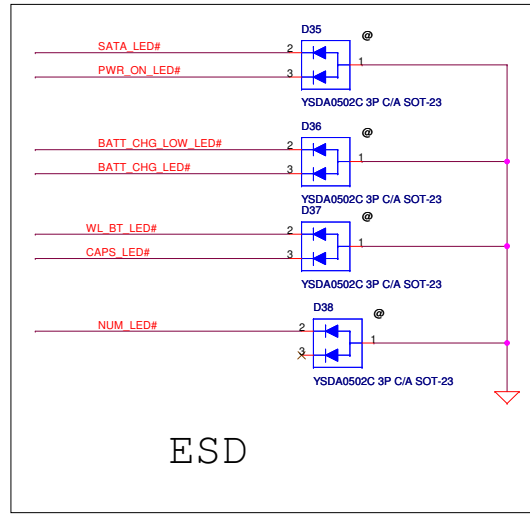 D35
@
SATA_LED#
2
1
PWR_ON_LED#
3
YSDA0502C 3P C/A SOT-23
D36
@
BATT_CHG_LOW_LED#
2
1
BATT_CHG_LED#
3
YSDA0502C 3P C/A SOT-23
D37
@
WL_BT_LED#
2
1
CAPS_LED#
3
YSDA0502C 3P C/A SOT-23
D38
@
NUM_LED#
2
1
3
YSDA0502C 3P C/A SOT-23
ESD